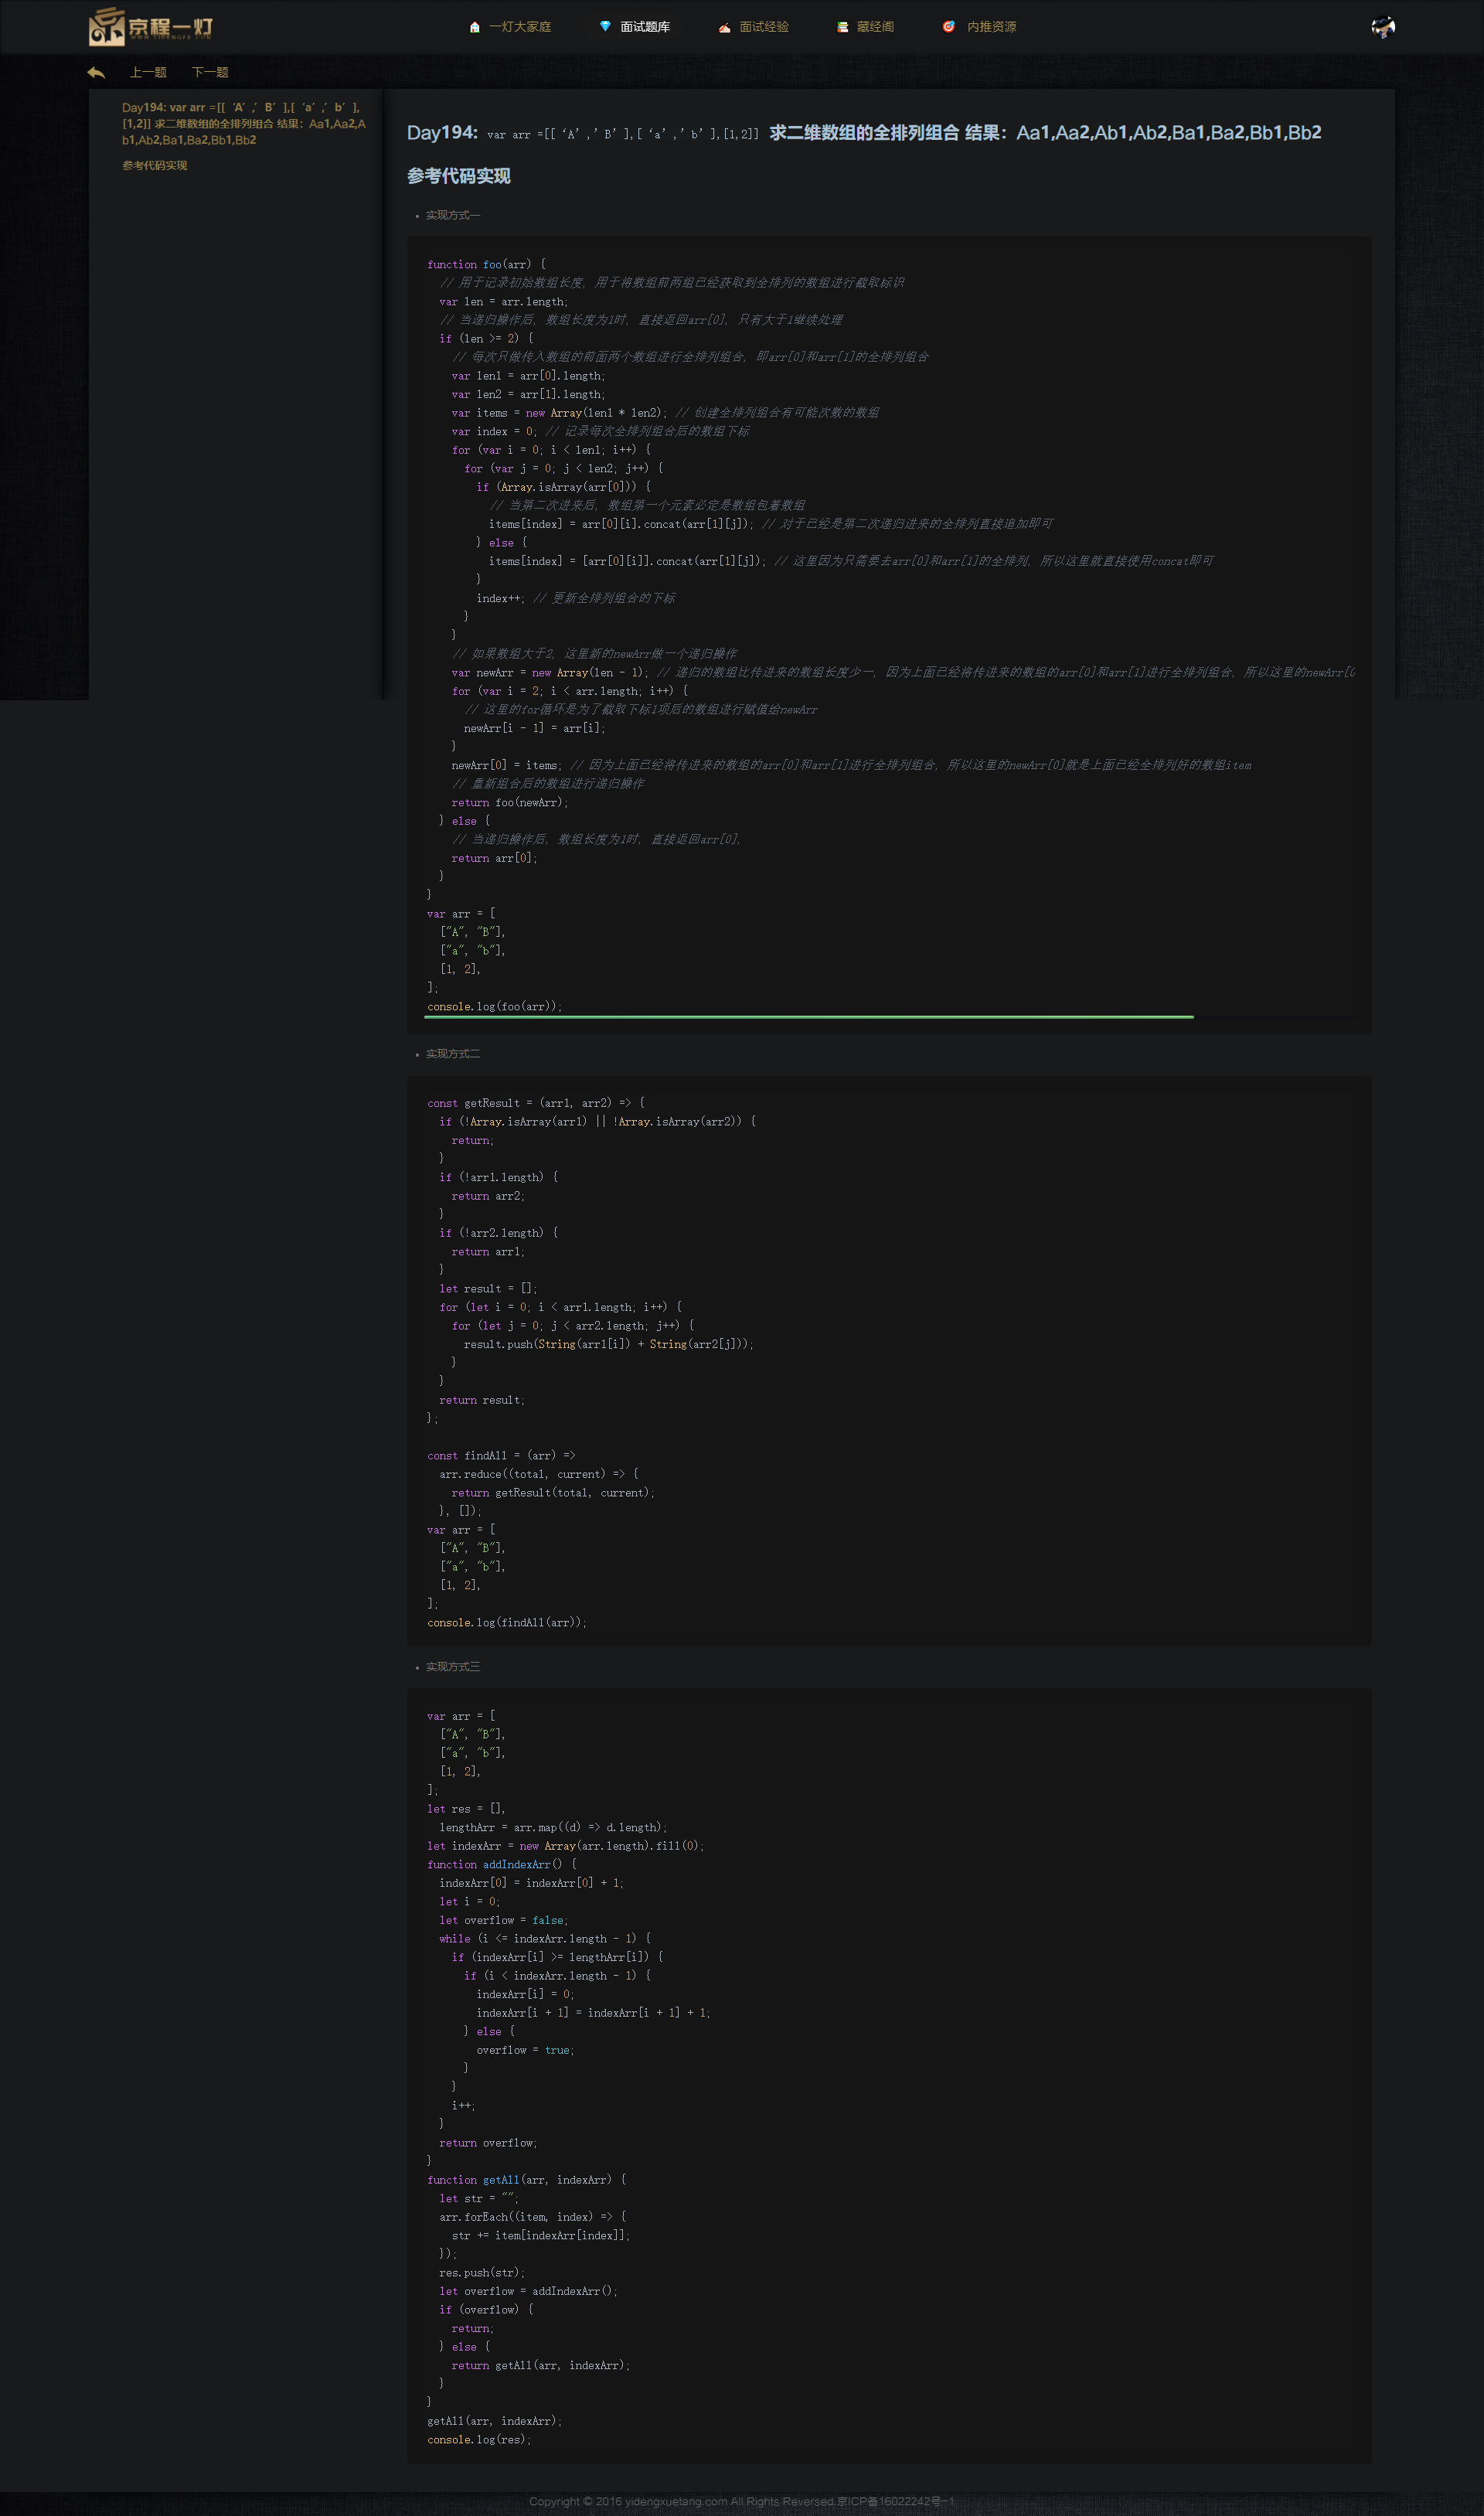 京程一灯
WWW.YIDENGFE.COM
一灯大家庭
面试题库
面试经验
藏经阁
内推资源
上一题
下一题
Day194: var arr =[[‘A’,’B’],[‘a’,’b’],
[1,2]] 求二维数组的全排列组合 结果：Aa1,Aa2,A
b1,Ab2,Ba1,Ba2,Bb1,Bb2
参考代码实现
Day194: var arr =[[‘A’,’B’],[‘a’,’b’],[1,2]] 求二维数组的全排列组合 结果：Aa1,Aa2,Ab1,Ab2,Ba1,Ba2,Bb1,Bb2
参考代码实现
• 实现方式一
function foo(arr) {
  // 用于记录初始数组长度, 用于将数组前两组已经获取到全排列的数组进行截取标识
  var len = arr.length;
  // 当递归操作后, 数组长度为1时, 直接返回arr[0], 只有大于1继续处理
  if (len >= 2) {
    // 每次只做传入数组的前面两个数组进行全排列组合, 即arr[0]和arr[1]的全排列组合
    var len1 = arr[0].length;
    var len2 = arr[1].length;
    var items = new Array(len1 * len2); // 创建全排列组合有可能次数的数组
    var index = 0; // 记录每次全排列组合后的数组下标
    for (var i = 0; i < len1; i++) {
      for (var j = 0; j < len2; j++) {
        if (Array.isArray(arr[0])) {
          // 当第二次进来后, 数组第一个元素必定是数组包着数组
          items[index] = arr[0][i].concat(arr[1][j]); // 对于已经是第二次递归进来的全排列直接追加即可
        } else {
          items[index] = [arr[0][i]].concat(arr[1][j]); // 这里因为只需要去arr[0]和arr[1]的全排列, 所以这里就直接使用concat即可
        }
        index++; // 更新全排列组合的下标
      }
    }
    // 如果数组大于2, 这里新的newArr做一个递归操作
    var newArr = new Array(len - 1); // 递归的数组比传进来的数组长度少一, 因为上面已经将传进来的数组的arr[0]和arr[1]进行全排列组合, 所以这里的newArr[0
    for (var i = 2; i < arr.length; i++) {
      // 这里的for循环是为了截取下标1项后的数组进行赋值给newArr
      newArr[i - 1] = arr[i];
    }
    newArr[0] = items; // 因为上面已经将传进来的数组的arr[0]和arr[1]进行全排列组合, 所以这里的newArr[0]就是上面已经全排列好的数组item
    // 重新组合后的数组进行递归操作
    return foo(newArr);
  } else {
    // 当递归操作后, 数组长度为1时, 直接返回arr[0],
    return arr[0];
  }
}
var arr = [
  ["A", "B"],
  ["a", "b"],
  [1, 2],
];
console.log(foo(arr));
• 实现方式二
const getResult = (arr1, arr2) => {
  if (!Array.isArray(arr1) || !Array.isArray(arr2)) {
    return;
  }
  if (!arr1.length) {
    return arr2;
  }
  if (!arr2.length) {
    return arr1;
  }
  let result = [];
  for (let i = 0; i < arr1.length; i++) {
    for (let j = 0; j < arr2.length; j++) {
      result.push(String(arr1[i]) + String(arr2[j]));
    }
  }
  return result;
};
const findAll = (arr) =>
  arr.reduce((total, current) => {
    return getResult(total, current);
  }, []);
var arr = [
  ["A", "B"],
  ["a", "b"],
  [1, 2],
];
console.log(findAll(arr));
• 实现方式三
var arr = [
  ["A", "B"],
  ["a", "b"],
  [1, 2],
];
let res = [],
  lengthArr = arr.map((d) => d.length);
let indexArr = new Array(arr.length).fill(0);
function addIndexArr() {
  indexArr[0] = indexArr[0] + 1;
  let i = 0;
  let overflow = false;
  while (i <= indexArr.length - 1) {
    if (indexArr[i] >= lengthArr[i]) {
      if (i < indexArr.length - 1) {
        indexArr[i] = 0;
        indexArr[i + 1] = indexArr[i + 1] + 1;
      } else {
        overflow = true;
      }
    }
    i++;
  }
  return overflow;
}
function getAll(arr, indexArr) {
  let str = "";
  arr.forEach((item, index) => {
    str += item[indexArr[index]];
  });
  res.push(str);
  let overflow = addIndexArr();
  if (overflow) {
    return;
  } else {
    return getAll(arr, indexArr);
  }
}
getAll(arr, indexArr);
console.log(res);
Copyright © 2016 yidengxuetang.com All Rights Reversed.京ICP备16022242号-1